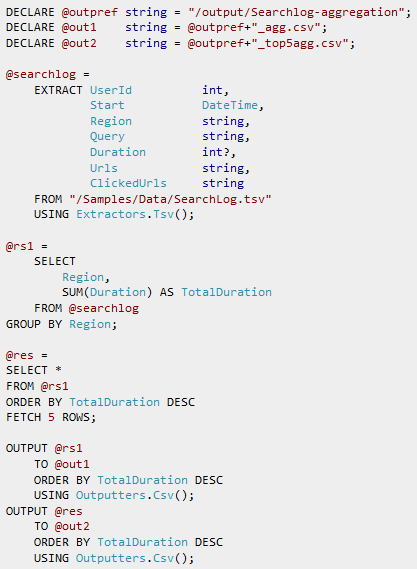 DECLARE @outpref string = "/output/Searchlog-aggregation";
DECLARE @out1    string = @outpref+"_agg.csv";
DECLARE @out2    string = @outpref+"_top5agg.csv";

@searchlog =
    EXTRACT UserId          int,
            Start           DateTime,
            Region          string,
            Query           string,
            Duration        int?,
            Urls            string,
            ClickedUrls     string
    FROM "/Samples/Data/SearchLog.tsv"
    USING Extractors.Tsv();

@rs1 =
    SELECT
        Region,
        SUM(Duration) AS TotalDuration
    FROM @searchlog
GROUP BY Region;

@res =
SELECT *
FROM @rs1
ORDER BY TotalDuration DESC
FETCH 5 ROWS;

OUTPUT @rs1
    TO @out1
    ORDER BY TotalDuration DESC
    USING Outputters.Csv();
OUTPUT @res
    TO @out2
    ORDER BY TotalDuration DESC
    USING Outputters.Csv();